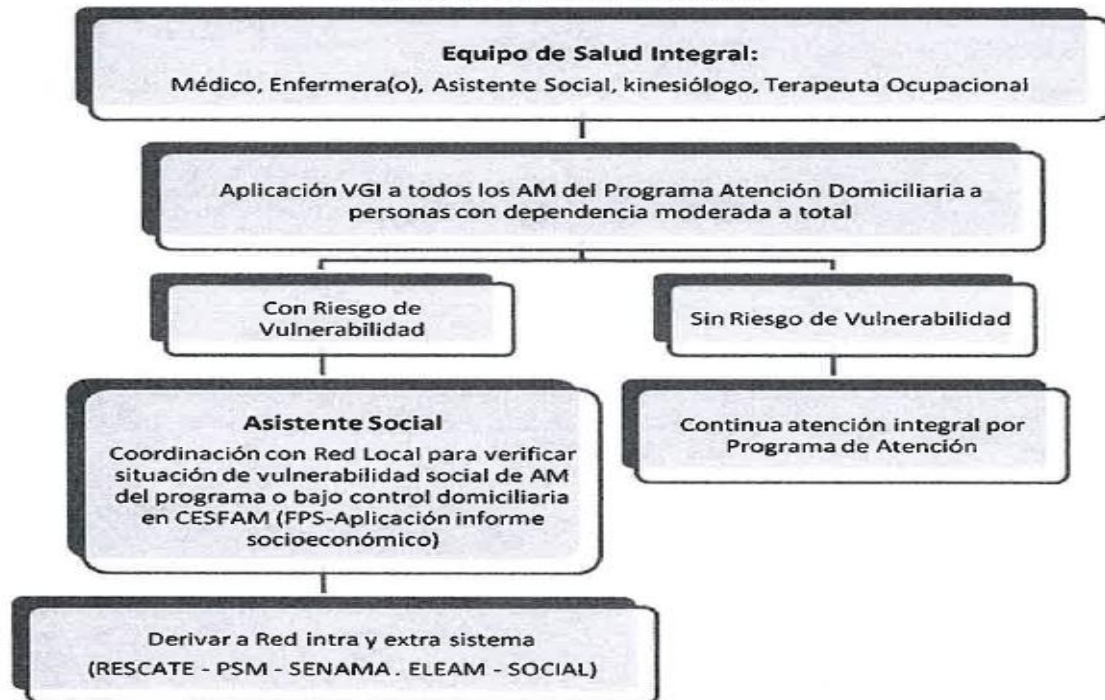 Equipo de Salud Integral:
Médico, Enfermera(o), Asistente Social, kinesiólogo, Terapeuta Ocupacional
Aplicación VGI a todos los AM del Programa Atención Domiciliaria a
personas con dependencia moderada a total
Con Riesgo de
Vulnerabilidad
Sin Riesgo de Vulnerabilidad
Asistente Social
Coordinación con Red Local para verificar
situación de vulnerabilidad social de AM
del programa o bajo control domiciliaria
en CESFAM (FPS-Aplicación informe
socioeconómico)
Continua atención integral por
Programa de Atención
Derivar a Red intra y extra sistema
(RESCATE - PSM - SENAMA . ELEAM - SOCIAL)